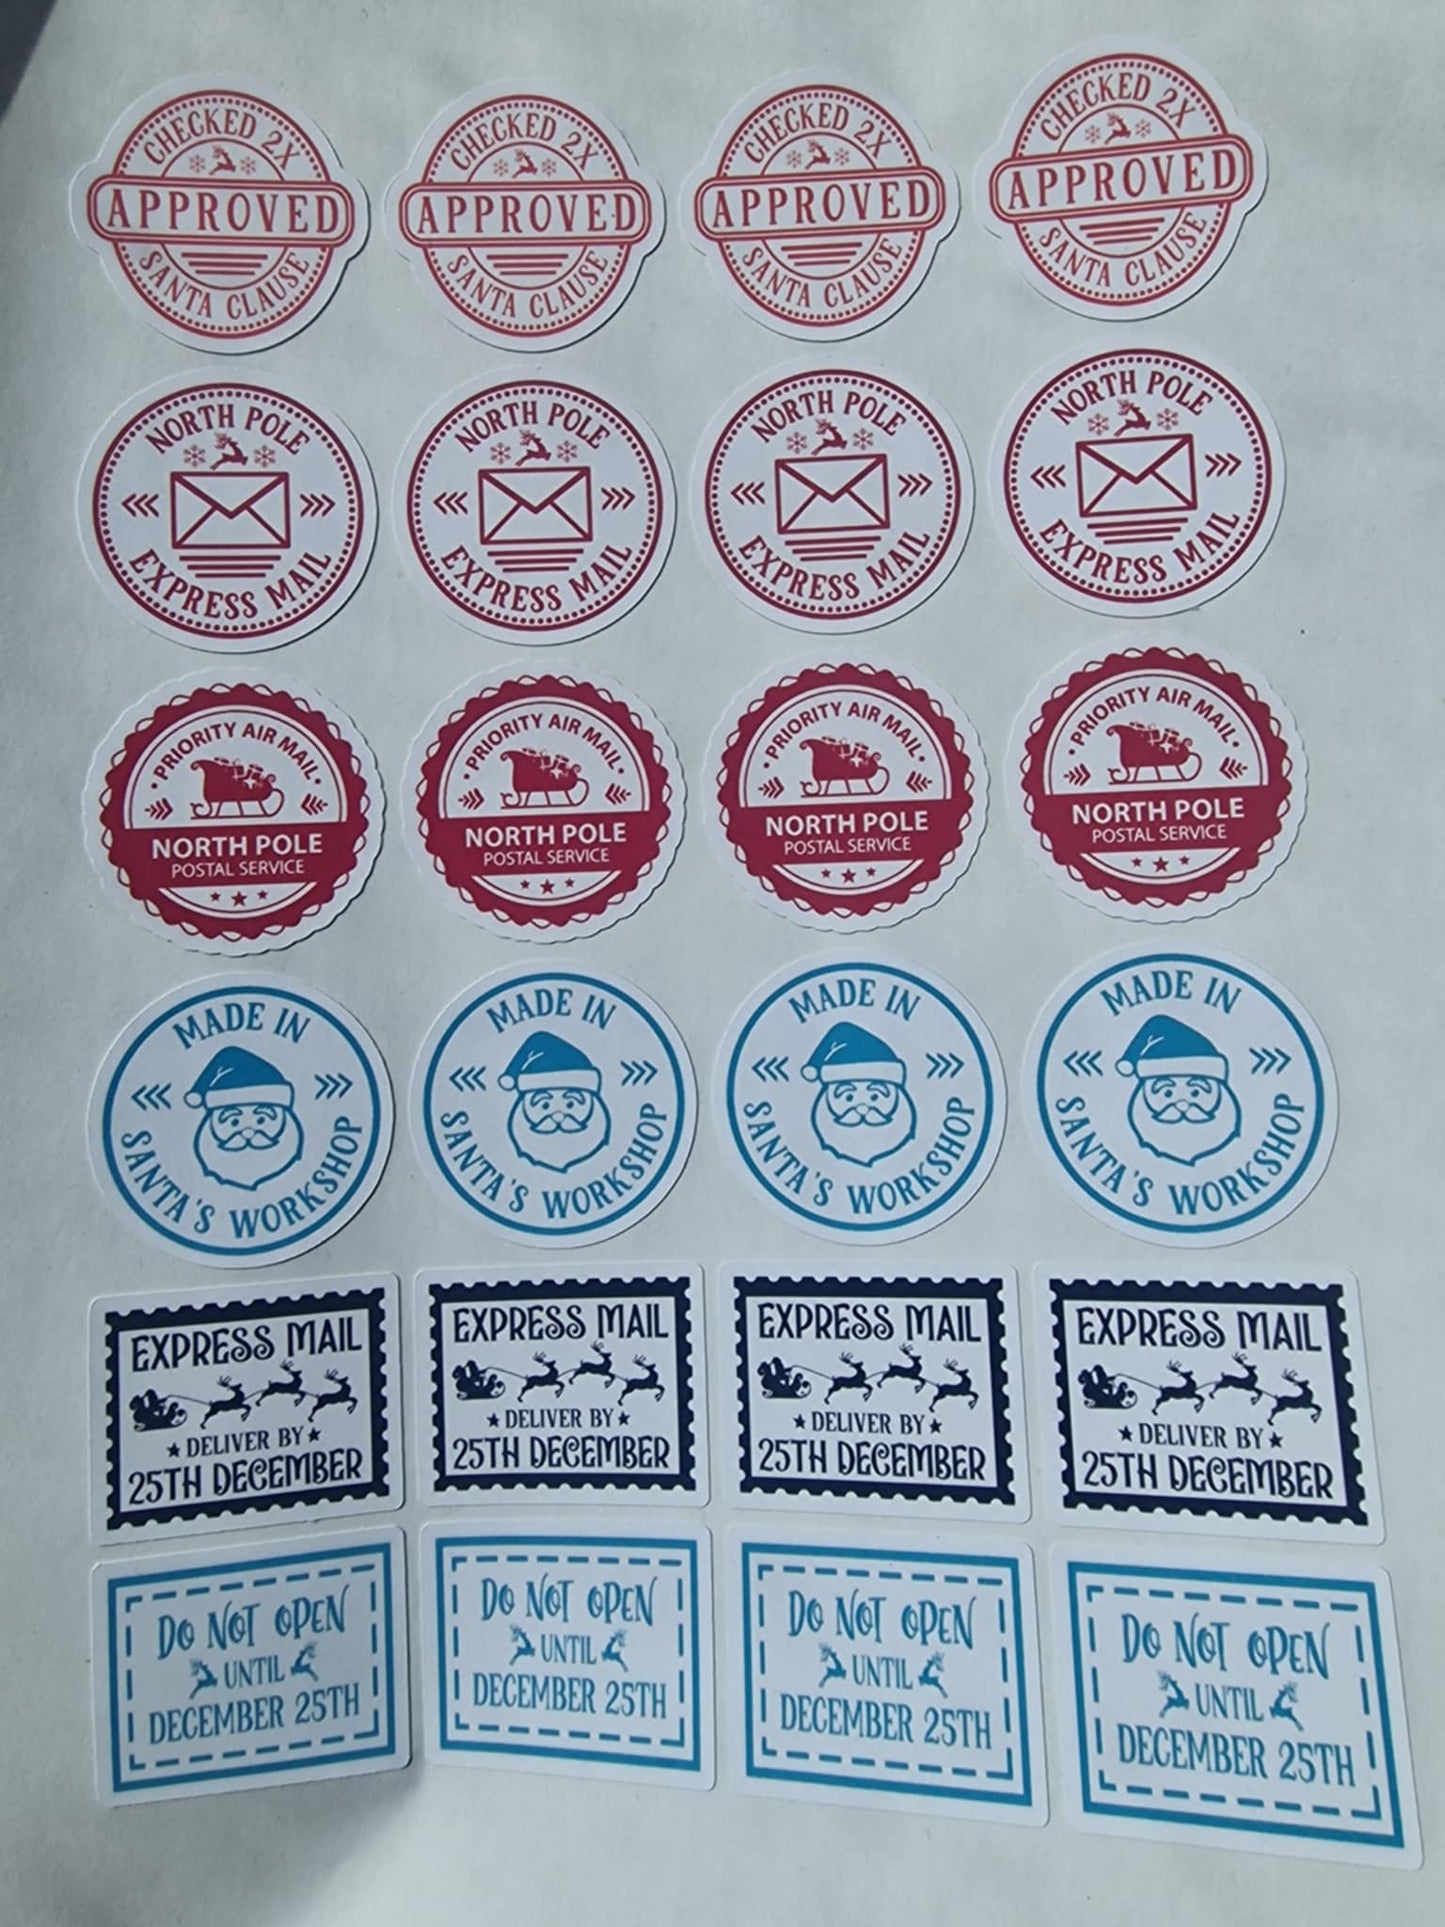 CHECKED 2X
APPROVED
SANTA CLAUSE
CHECKED 2X
APPROVED
SANTA CLAUSE
CHECKED 2X
APPROVED
SANTA CLAUSE
CHECKED 2X
APPROVED
SANTA CLAUSE
NORTH POLE
EXPRESS MAIL
NORTH POLE
EXPRESS MAIL
NORTH POLE
EXPRESS MAIL
NORTH POLE
EXPRESS MAIL
PRIORITY AIR MAIL
NORTH POLE
POSTAL SERVICE
PRIORITY AIR MAIL
NORTH POLE
POSTAL SERVICE
PRIORITY AIR MAIL
NORTH POLE
POSTAL SERVICE
PRIORITY AIR MAIL
NORTH POLE
POSTAL SERVICE
MADE IN
SANTA'S WORKSHOP
MADE IN
SANTA'S WORKSHOP
MADE IN
SANTA'S WORKSHOP
MADE IN
SANTA'S WORKSHOP
EXPRESS MAIL
DELIVER BY
25TH DECEMBER
EXPRESS MAIL
DELIVER BY
25TH DECEMBER
EXPRESS MAIL
DELIVER BY
25TH DECEMBER
EXPRESS MAIL
DELIVER BY
25TH DECEMBER
DO NOT OPEN
UNTIL
DECEMBER 25TH
DO NOT OPEN
UNTIL
DECEMBER 25TH
DO NOT OPEN
UNTIL
DECEMBER 25TH
DO NOT OPEN
UNTIL
DECEMBER 25TH